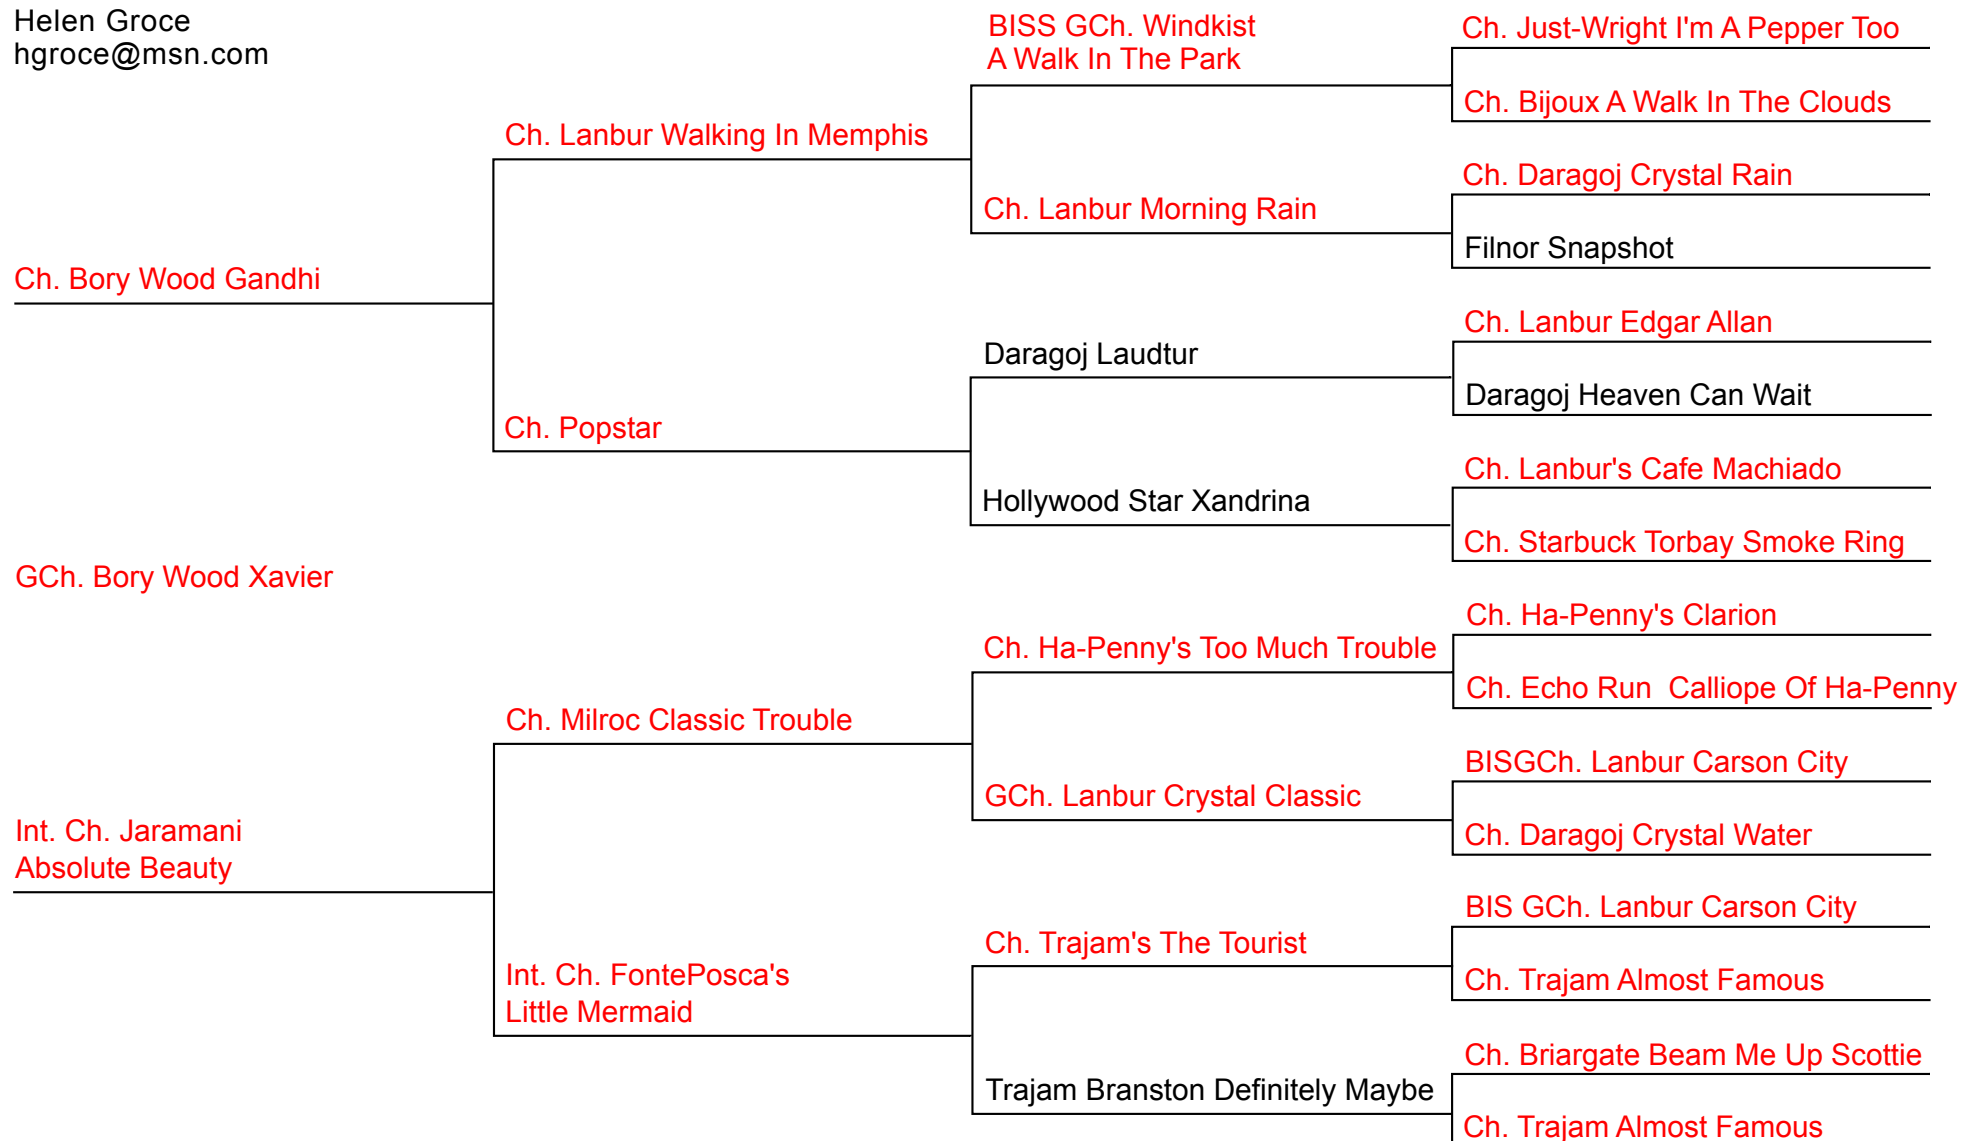 Helen Groce
hgroce@msn.com
BISS GCh. Windkist
A Walk In The Park
Ch. Just-Wright I'm A Pepper Too
Ch. Bijoux A Walk In The Clouds
Ch. Lanbur Walking In Memphis
Ch. Daragoj Crystal Rain
Ch. Lanbur Morning Rain
Filnor Snapshot
Ch. Bory Wood Gandhi
Ch. Lanbur Edgar Allan
Daragoj Laudtur
Daragoj Heaven Can Wait
Ch. Popstar
Ch. Lanbur's Cafe Machiado
Hollywood Star Xandrina
Ch. Starbuck Torbay Smoke Ring
GCh. Bory Wood Xavier
Ch. Ha-Penny's Clarion
Ch. Ha-Penny's Too Much Trouble
Ch. Echo Run  Calliope Of Ha-Penny
Ch. Milroc Classic Trouble
BISGCh. Lanbur Carson City
GCh. Lanbur Crystal Classic
Ch. Daragoj Crystal Water
Int. Ch. Jaramani
Absolute Beauty
BIS GCh. Lanbur Carson City
Ch. Trajam's The Tourist
Ch. Trajam Almost Famous
Int. Ch. FontePosca's
Little Mermaid
Ch. Briargate Beam Me Up Scottie
Trajam Branston Definitely Maybe
Ch. Trajam Almost Famous